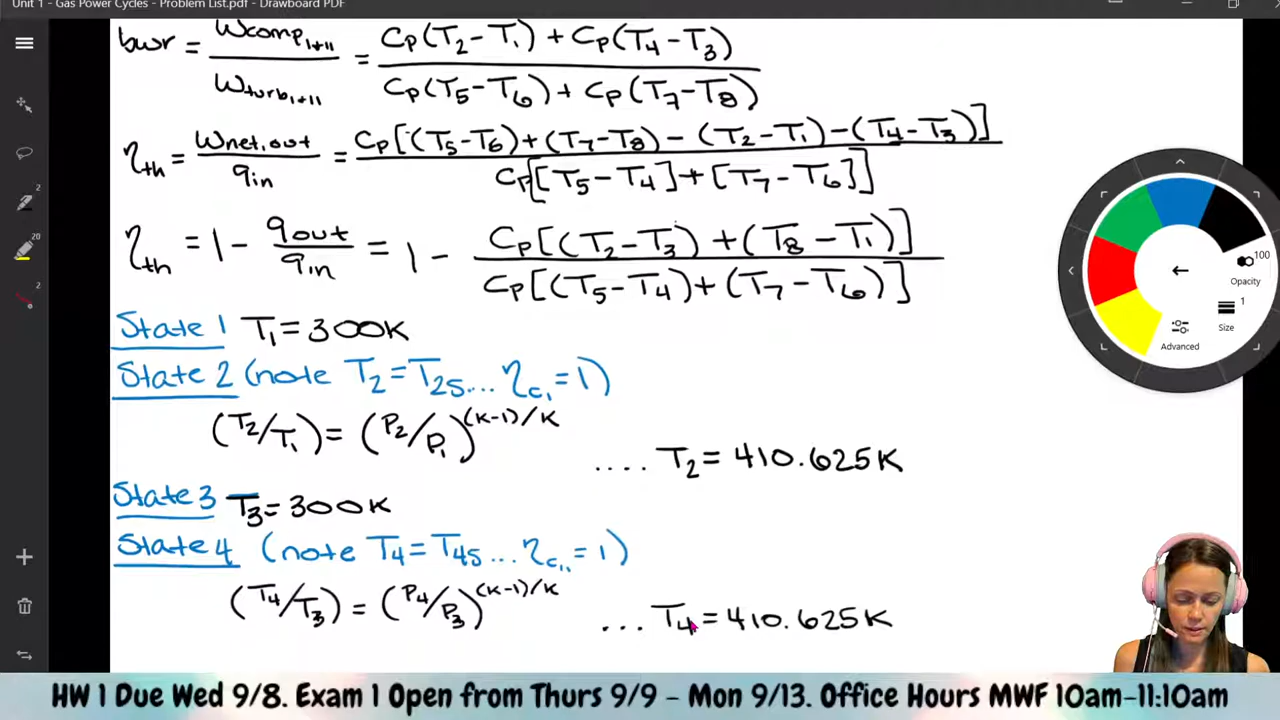 Unit 1 - Gas Power Cycles - Problem List.pdf - Drawboard PDF
bwr = Wcomp I+II / Wturb I+II = Cp(T2-T1) + Cp(T4-T3) / Cp(T5-T6) + Cp(T7-T8)
ηth = Wnet,out / qin = Cp[(T5-T6)+(T7-T8) - (T2-T1)-(T4-T3)] / Cp[[T5-T4]+[T7-T6]]
ηth = 1 - qout / qin = 1 - Cp[(T2-T3) + (T8-T1)] / Cp[(T5-T4)+(T7-T6)]
State 1 T1 = 300K
State 2 (note T2 = T2s... ηc1 = 1)
(T2/T1) = (P2/P1)^(K-1)/K
.... T2 = 410.625K
State 3 T3 = 300K
State 4 (note T4 = T4s ... ηc11 = 1)
(T4/T3) = (P4/P3)^(K-1)/K
... T4 = 410.625K
2
20
2
100
Opacity
1
Size
Advanced
HW 1 Due Wed 9/8. Exam 1 Open from Thurs 9/9 - Mon 9/13. Office Hours MWF 10am-11:10am